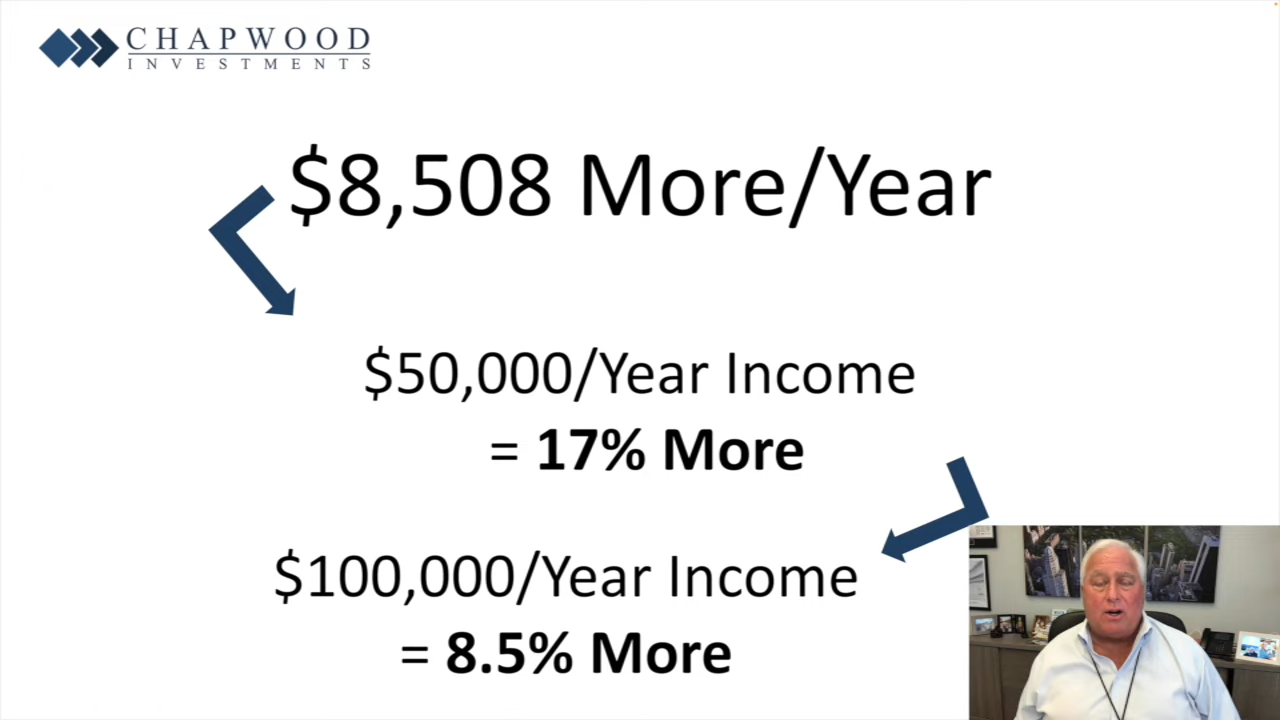 CHAPWOOD
INVESTMENTS
$8,508 More/Year
$50,000/Year Income
= 17% More
$100,000/Year Income
= 8.5% More